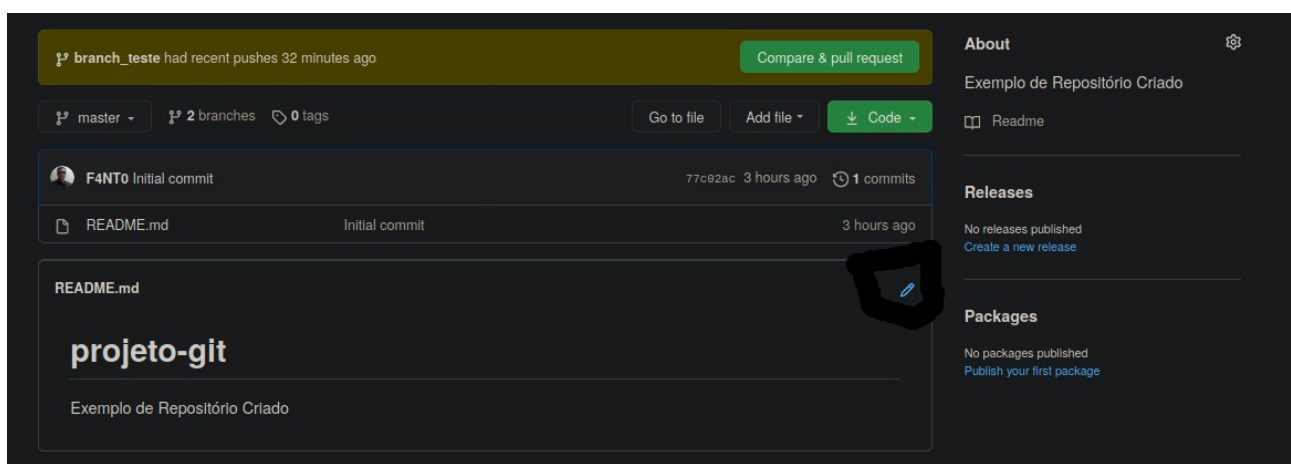 branch_teste had recent pushes 32 minutes ago
Compare & pull request
master
2 branches
0 tags
Go to file
Add file
Code
F4NT0 Initial commit
77c02ac 3 hours ago
1 commits
README.md
Initial commit
3 hours ago
README.md
projeto-git
Exemplo de Repositório Criado
About
Exemplo de Repositório Criado
Readme
Releases
No releases published
Create a new release
Packages
No packages published
Publish your first package